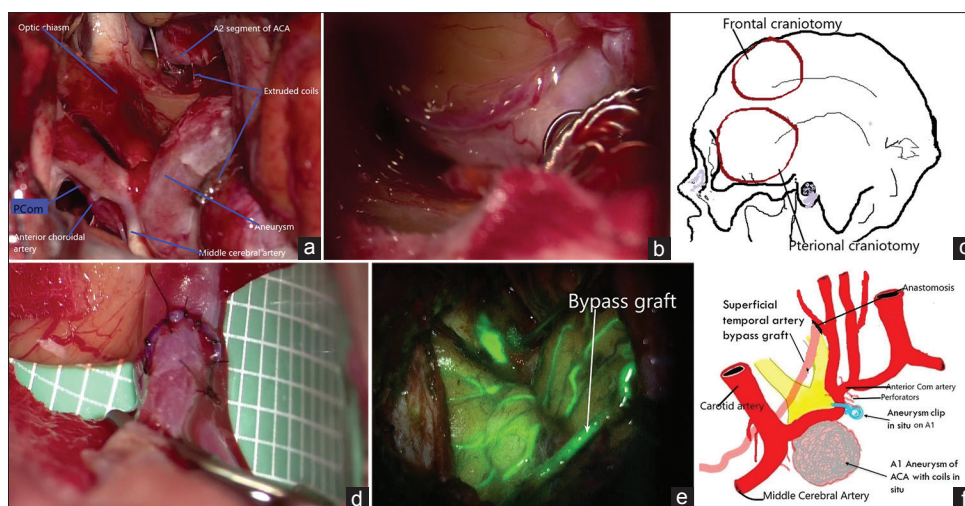 Optic chiasm
A2 segment of ACA
Extruded coils
PCom
Anterior choroidal
artery
Aneurysm
Middle cerebral artery
a
b
Frontal craniotomy
Pterional craniotomy
c
d
Bypass graft
e
Anastomosis
Superficial
temporal artery
bypass graft
Carotid artery
Anterior Com artery
Perforators
Aneurysm clip
in situ on A1
A1 Aneurysm of
ACA with coils in
situ
Middle Cerebral Artery
f